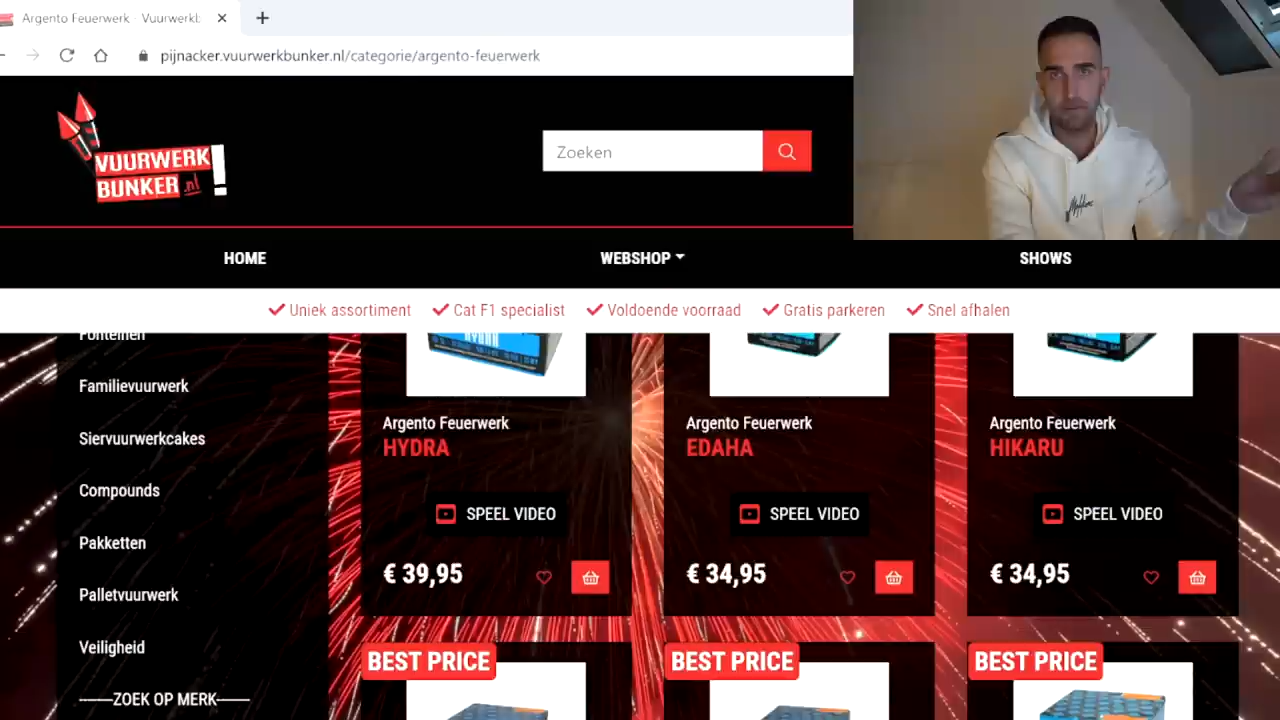 Argento Feuerwerk - Vuurwerkb
pijnacker.vuurwerkbunker.nl/categorie/argento-feuerwerk
VUURWERK
BUNKER.nl!
Zoeken
HOME
WEBSHOP
SHOWS
Uniek assortiment
Cat F1 specialist
Voldoende voorraad
Gratis parkeren
Snel afhalen
Fonteinen
Familievuurwerk
Siervuurwerkcakes
Compounds
Pakketten
Palletvuurwerk
Veiligheid
——ZOEK OP MERK——
HYDRA
Argento Feuerwerk
HYDRA
SPEEL VIDEO
€ 39,95
Argento Feuerwerk
EDAHA
SPEEL VIDEO
€ 34,95
Argento Feuerwerk
HIKARU
SPEEL VIDEO
€ 34,95
BEST PRICE
BEST PRICE
BEST PRICE